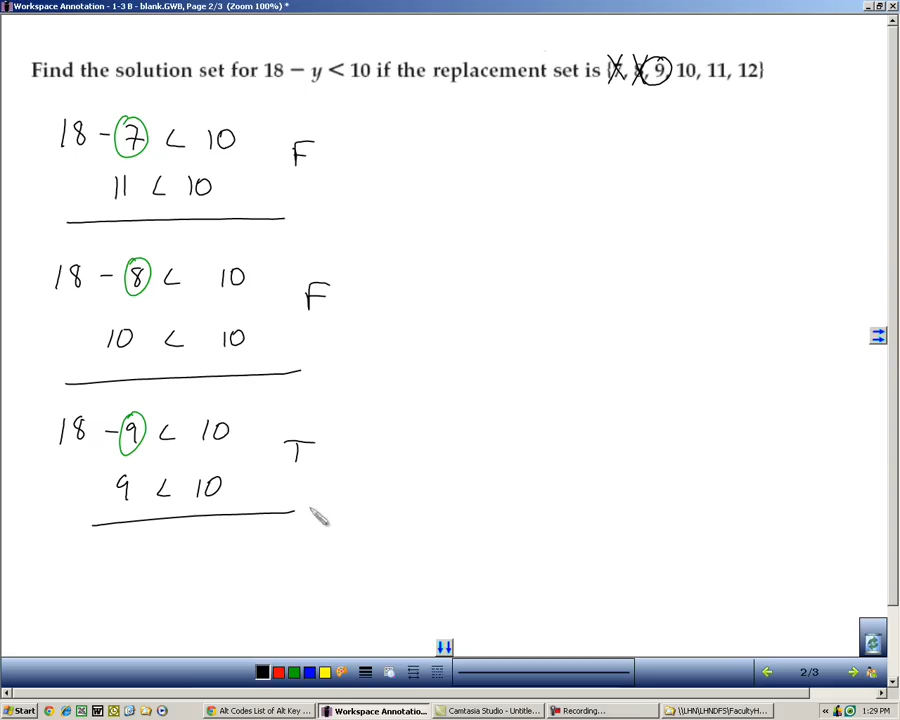 Workspace Annotation - 1-3 B - blank.GWB, Page 2/3 (Zoom 100%) *
Find the solution set for 18 − y < 10 if the replacement set is {7, 8, 9, 10, 11, 12}
18 - 7 < 10
F
11 < 10
18 - 8 < 10
F
10 < 10
18 - 9 < 10
T
9 < 10
2/3
Start
Alt Codes List of Alt Key ...
Workspace Annotatio...
Camtasia Studio - Untitle...
Recording...
\\LHN\LHNDFS\FacultyH...
«
1:29 PM